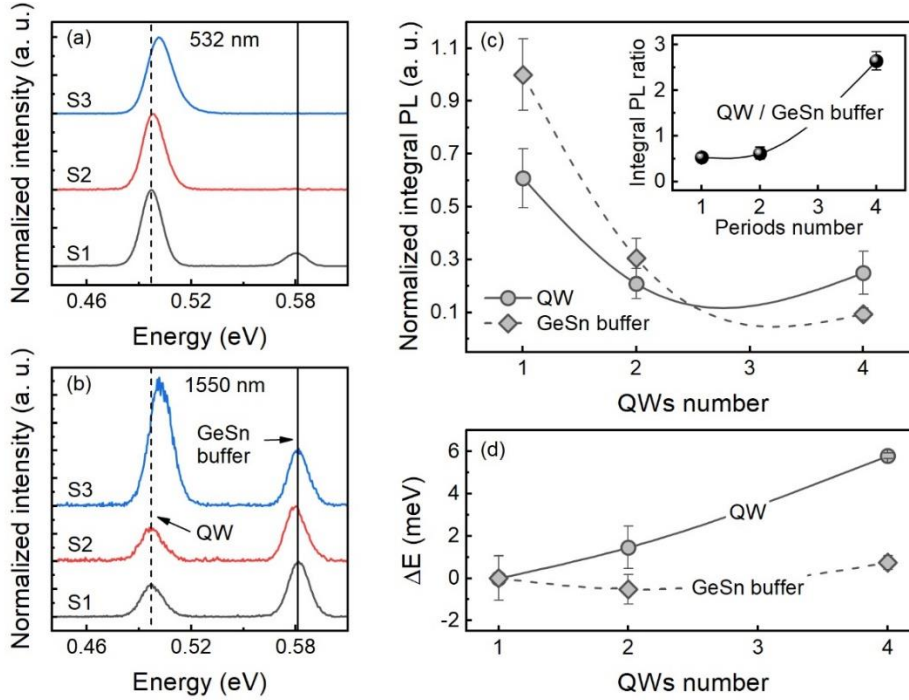 (a)
532 nm
S3
S2
S1
0.46
0.52
0.58
Energy (eV)
Normalized intensity (a. u.)
(b)
1550 nm
GeSn
buffer
S3
QW
S2
S1
0.46
0.52
0.58
Energy (eV)
Normalized intensity (a. u.)
(c)
1.1
0.9
0.7
0.5
0.3
0.1
Normalized integral PL (a. u.)
QW
GeSn buffer
1
2
3
4
QWs number
3
2
1
0
Integral PL ratio
QW / GeSn buffer
1
2
3
4
Periods number
(d)
6
4
2
0
-2
ΔE (meV)
QW
GeSn buffer
1
2
3
4
QWs number